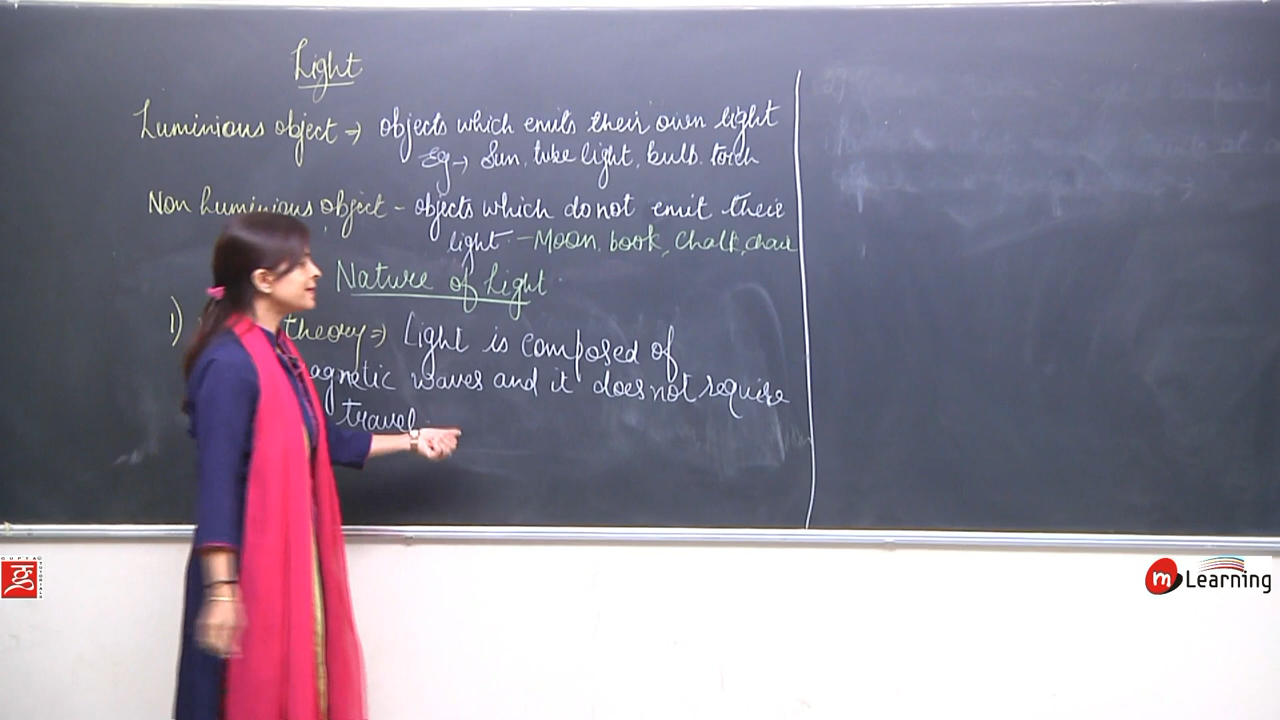 Light
Luminious object → objects which emits their own light
Eg → Sun, tube light, bulb. torch
Non Luminious object - objects which do not emit their
light. - Moon, book, Chalk, chair
Nature of Light.
1) theory ⇒ Light is composed of
agnetic waves and it does not require
travel.
GUPTA TUTORIALS
m Learning